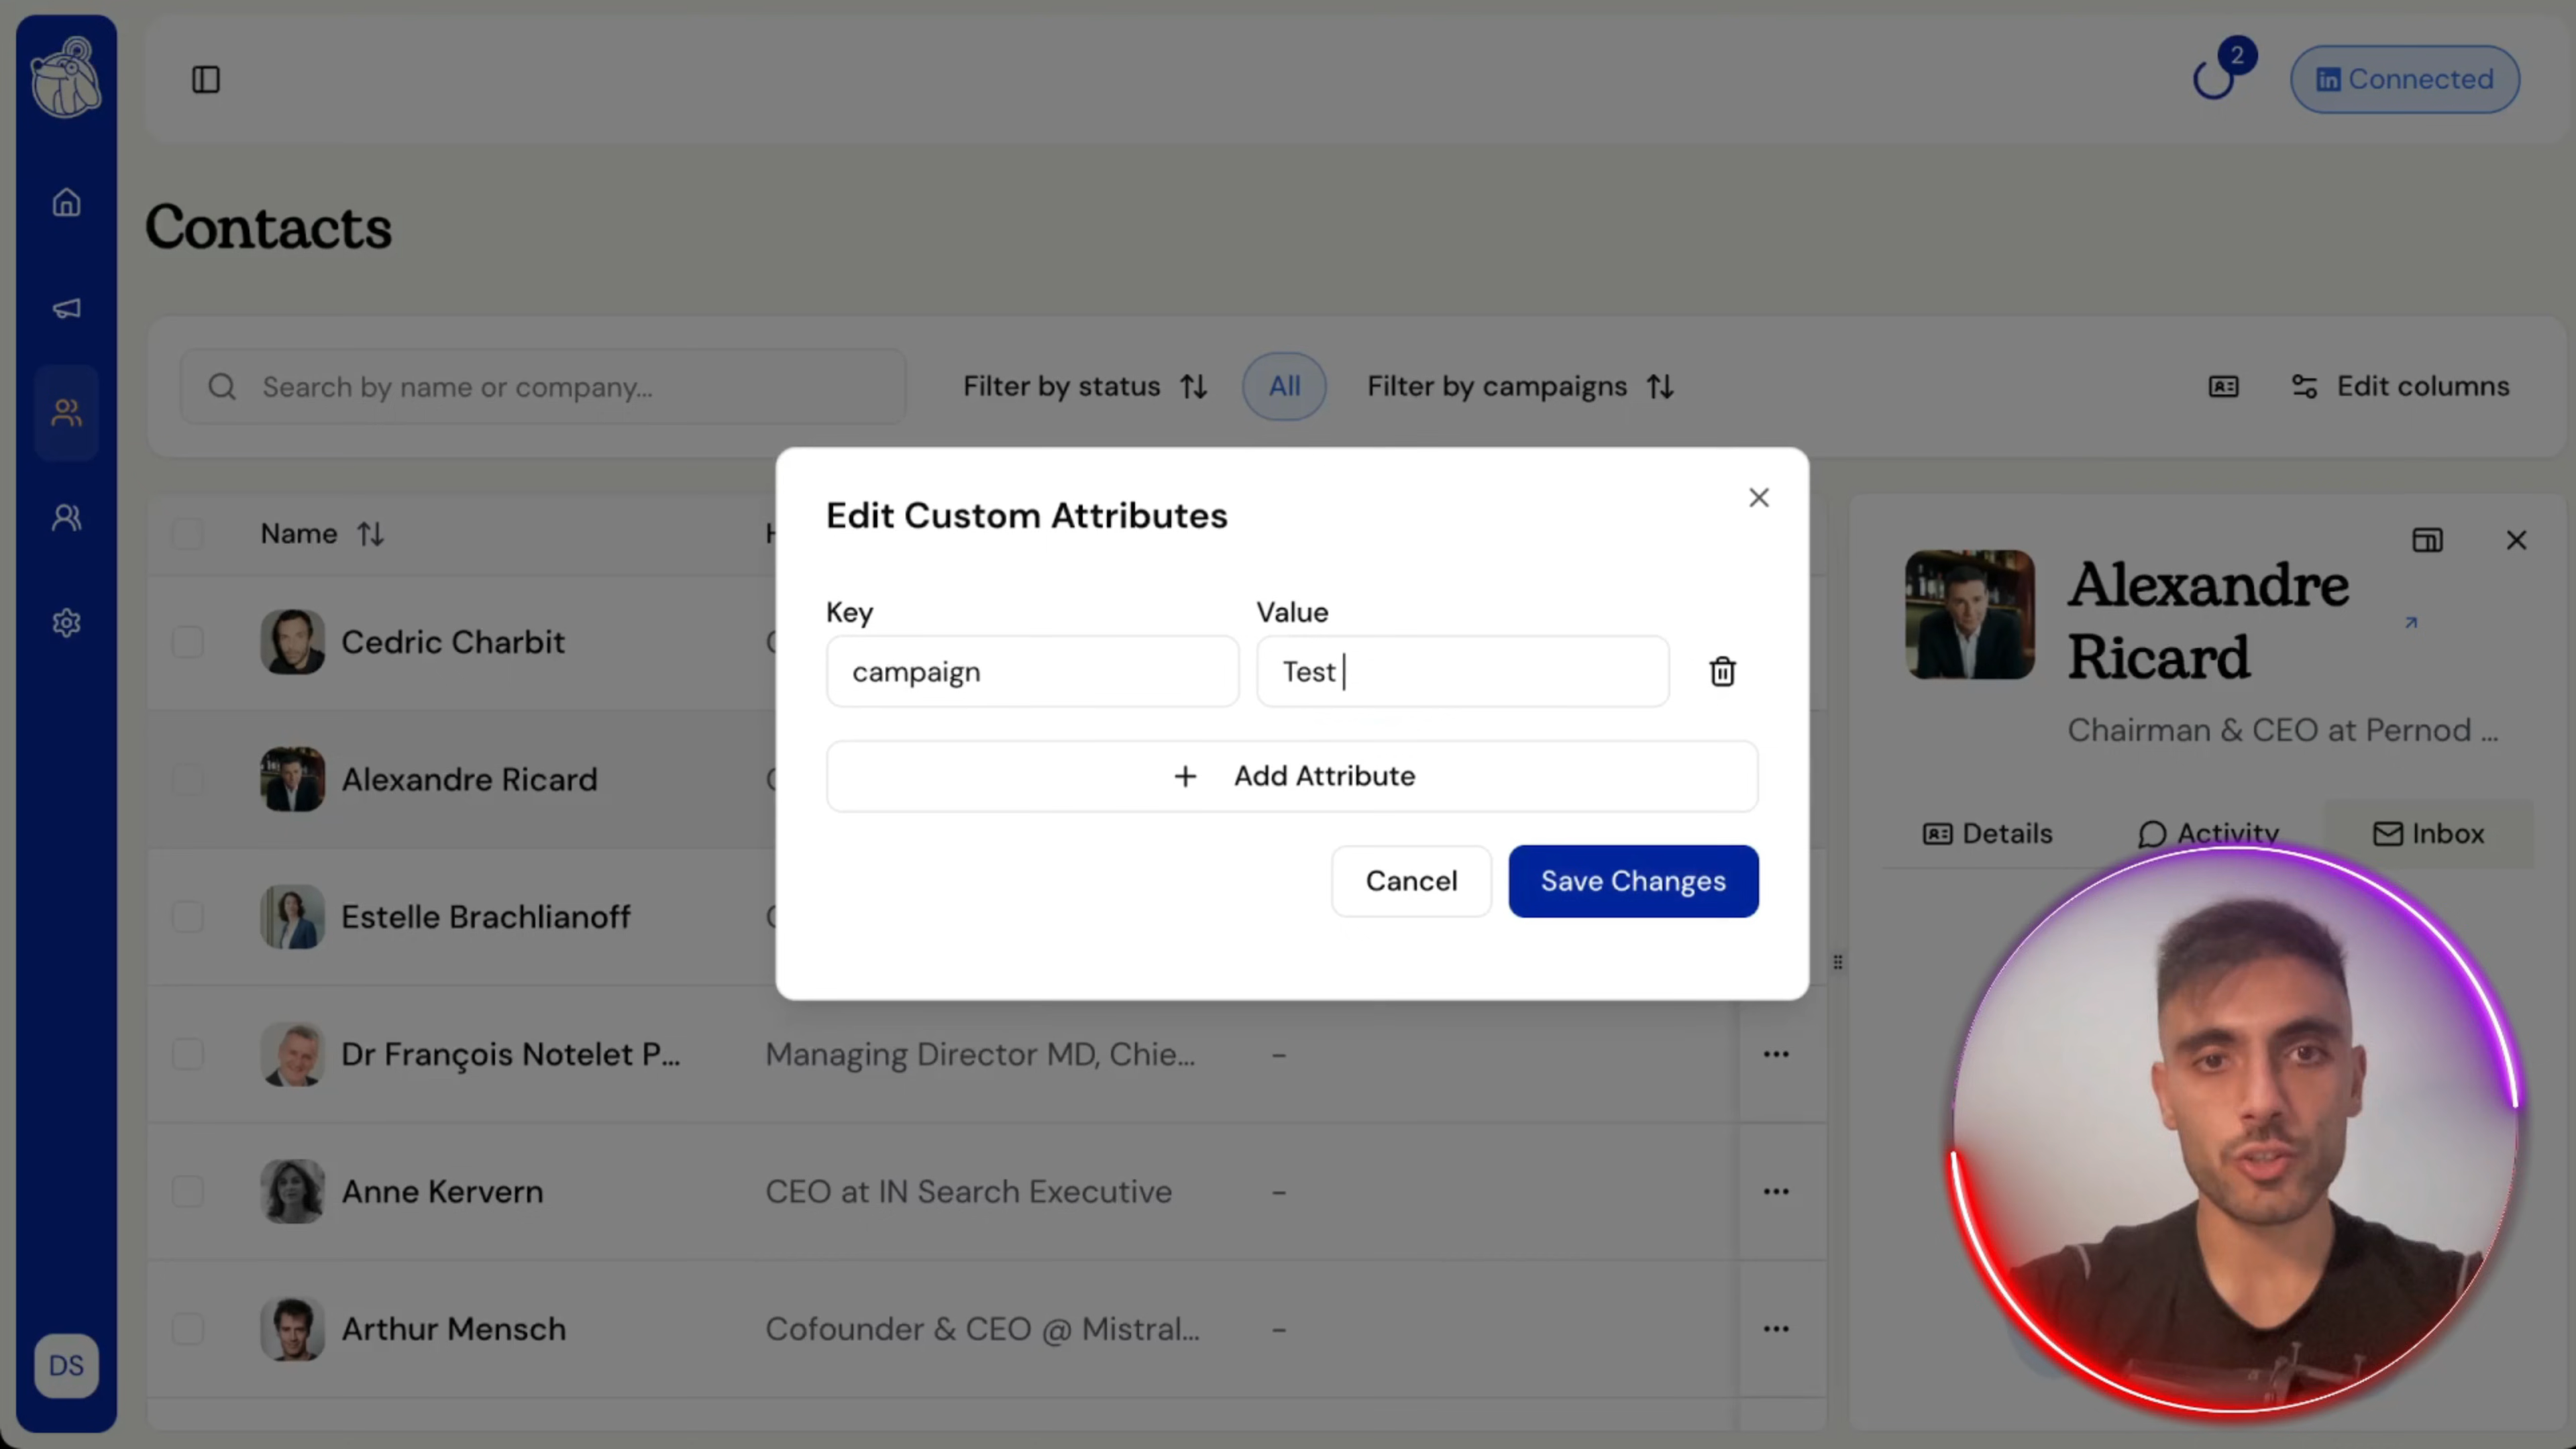 2
Connected
Contacts
Search by name or company...
Filter by status
All
Filter by campaigns
Edit columns
Name
Edit Custom Attributes
Key
Value
campaign
Test
Add Attribute
Cancel
Save Changes
Cedric Charbit
Alexandre Ricard
Estelle Brachlianoff
Dr François Notelet P...
Managing Director MD, Chie...
-
Anne Kervern
CEO at IN Search Executive
-
Arthur Mensch
Cofounder & CEO @ Mistral...
-
Alexandre
Ricard
Chairman & CEO at Pernod ...
Details
Activity
Inbox
DS